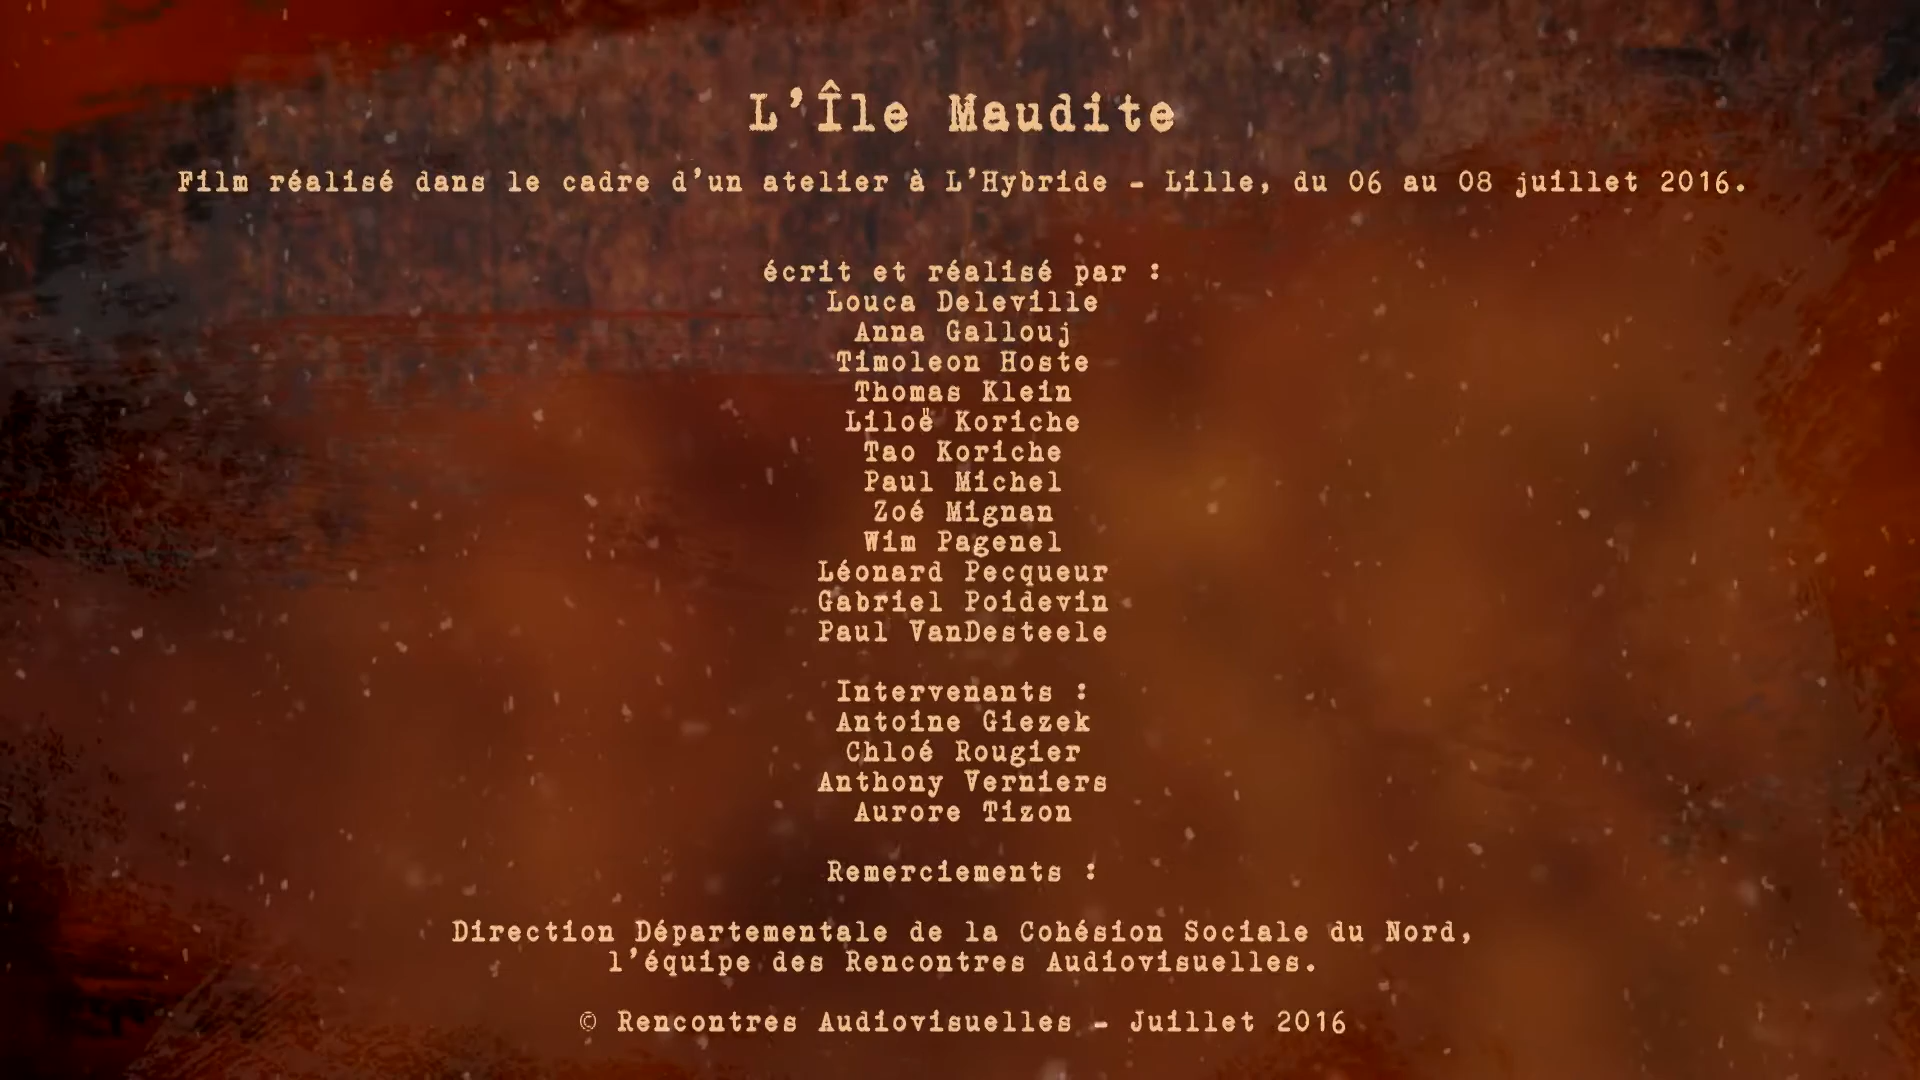 L’Île Maudite
Film réalisé dans le cadre d’un atelier à L’Hybride – Lille, du 06 au 08 juillet 2016.
écrit et réalisé par :
Louca Deleville
Anna Gallouj
Timoleon Hoste
Thomas Klein
Liloë Koriche
Tao Koriche
Paul Michel
Zoé Mignan
Wim Pagenel
Léonard Pecqueur
Gabriel Poidevin
Paul VanDesteele
Intervenants :
Antoine Giezek
Chloé Rougier
Anthony Verniers
Aurore Tizon
Remerciements :
Direction Départementale de la Cohésion Sociale du Nord,
l’équipe des Rencontres Audiovisuelles.
© Rencontres Audiovisuelles – Juillet 2016